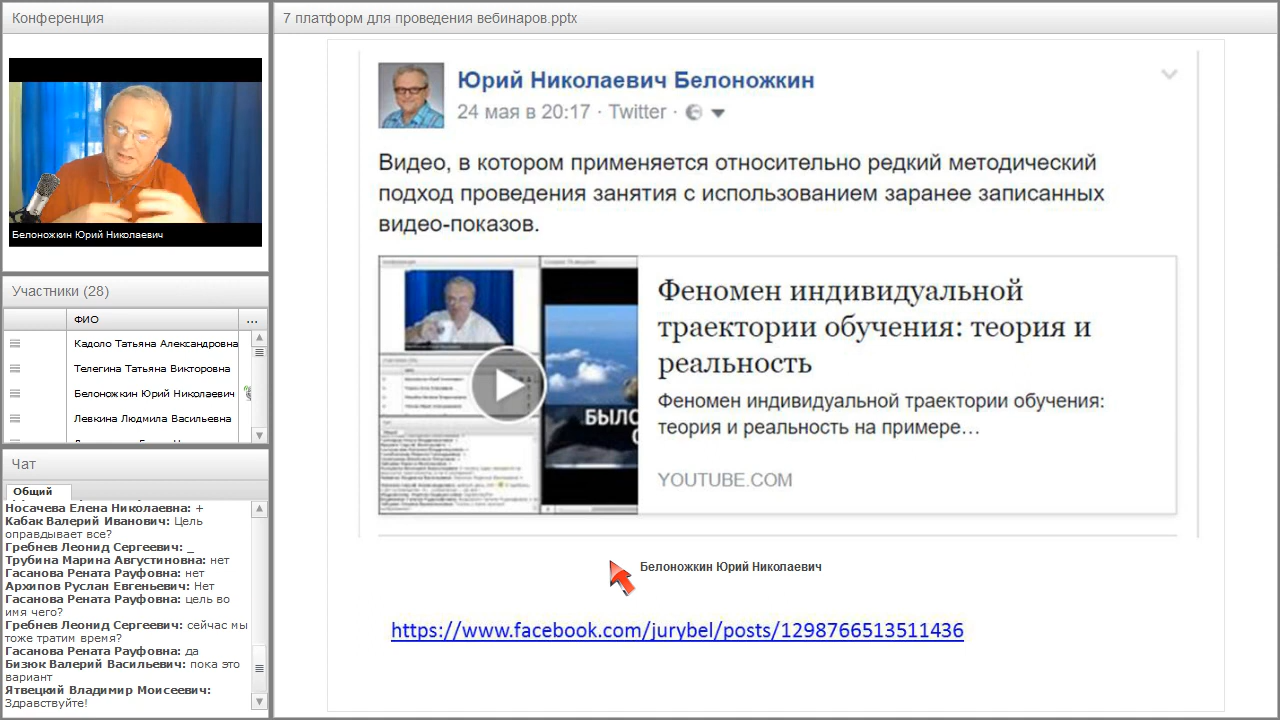 Конференция
Белоножкин Юрий Николаевич
Участники (28)
ФИО
...
Кадоло Татьяна Александровна
Телегина Татьяна Викторовна
Белоножкин Юрий Николаевич
Левкина Людмила Васильевна
Чат
Общий
Носачева Елена Николаевна: +
Кабак Валерий Иванович: Цель
оправдывает все?
Гребнев Леонид Сергеевич: _
Трубина Марина Августиновна: нет
Гасанова Рената Рауфовна: нет
Архипов Руслан Евгеньевич: Нет
Гасанова Рената Рауфовна: цель во
имя чего?
Гребнев Леонид Сергеевич: сейчас мы
тоже тратим время?
Гасанова Рената Рауфовна: да
Бизюк Валерий Васильевич: пока это
вариант
Ятвецкий Владимир Моисеевич:
Здравствуйте!
7 платформ для проведения вебинаров.pptx
Юрий Николаевич Белоножкин
24 мая в 20:17 · Twitter ·
Видео, в котором применяется относительно редкий методический
подход проведения занятия с использованием заранее записанных
видео-показов.
Феномен индивидуальной
траектории обучения: теория и
реальность
Феномен индивидуальной траектории обучения:
теория и реальность на примере…
YOUTUBE.COM
Белоножкин Юрий Николаевич
https://www.facebook.com/jurybel/posts/1298766513511436